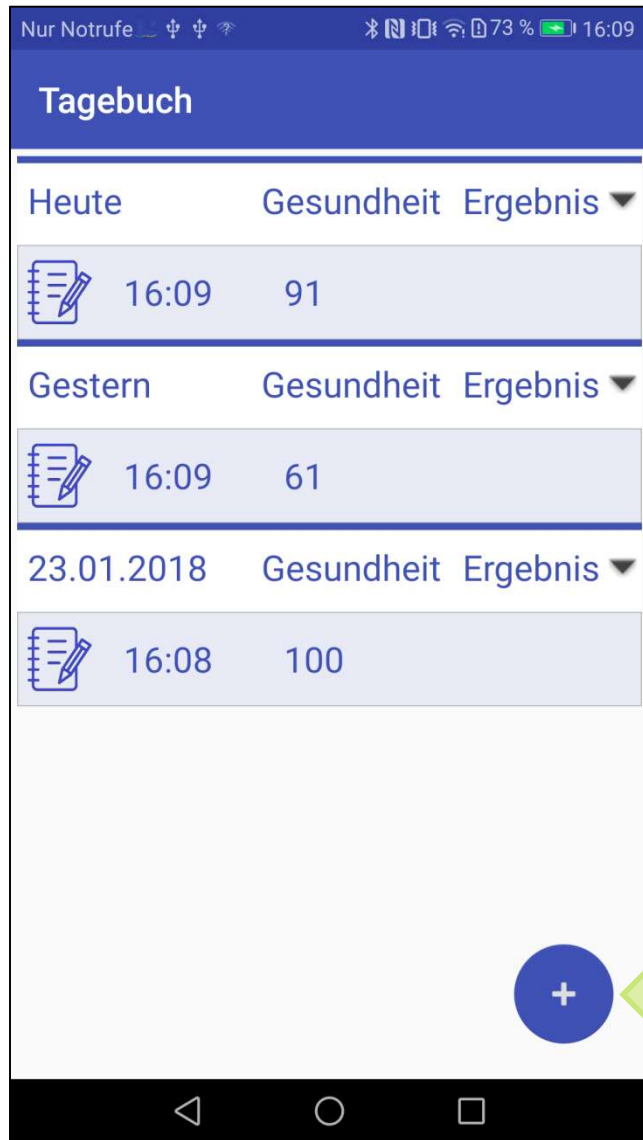 Nur Notrufe 73 % 16:09
Tagebuch
Heute Gesundheit Ergebnis
16:09 91
Gestern Gesundheit Ergebnis
16:09 61
23.01.2018 Gesundheit Ergebnis
16:08 100
+